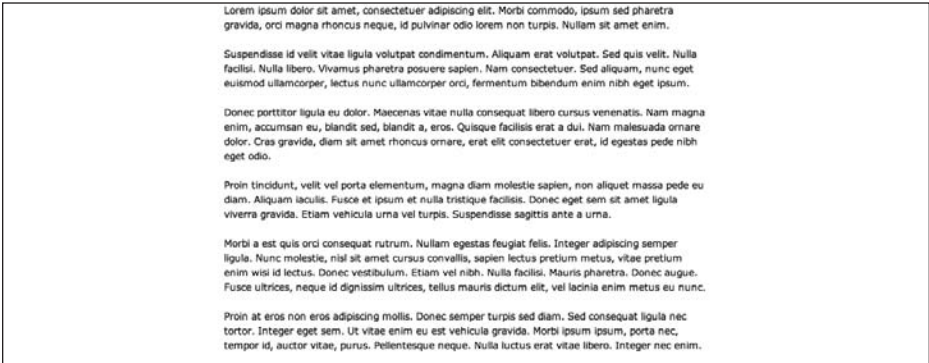 Lorem ipsum dolor sit amet, consectetuer adipiscing elit. Morbi commodo, ipsum sed pharetra
gravida, orci magna rhoncus neque, id pulvinar odio lorem non turpis. Nullam sit amet enim.
Suspendisse id velit vitae ligula volutpat condimentum. Aliquam erat volutpat. Sed quis velit. Nulla
facilisi. Nulla libero. Vivamus pharetra posuere sapien. Nam consectetuer. Sed aliquam, nunc eget
euismod ullamcorper, lectus nunc ullamcorper orci, fermentum bibendum enim nibh eget ipsum.
Donec porttitor ligula eu dolor. Maecenas vitae nulla consequat libero cursus venenatis. Nam magna
enim, accumsan eu, blandit sed, blandit a, eros. Quisque facilisis erat a dui. Nam malesuada ornare
dolor. Cras gravida, diam sit amet rhoncus ornare, erat elit consectetuer erat, id egestas pede nibh
eget odio.
Proin tincidunt, velit vel porta elementum, magna diam molestie sapien, non aliquet massa pede eu
diam. Aliquam iaculis. Fusce et ipsum et nulla tristique facilisis. Donec eget sem sit amet ligula
viverra gravida. Etiam vehicula urna vel turpis. Suspendisse sagittis ante a urna.
Morbi a est quis orci consequat rutrum. Nullam egestas feugiat felis. Integer adipiscing semper
ligula. Nunc molestie, nisl sit amet cursus convallis, sapien lectus pretium metus, vitae pretium
enim wisi id lectus. Donec vestibulum. Etiam vel nibh. Nulla facilisi. Mauris pharetra. Donec augue.
Fusce ultrices, neque id dignissim ultrices, tellus mauris dictum elit, vel lacinia enim metus eu nunc.
Proin at eros non eros adipiscing mollis. Donec semper turpis sed diam. Sed consequat ligula nec
tortor. Integer eget sem. Ut vitae enim eu est vehicula gravida. Morbi ipsum ipsum, porta nec,
tempor id, auctor vitae, purus. Pellentesque neque. Nulla luctus erat vitae libero. Integer nec enim.